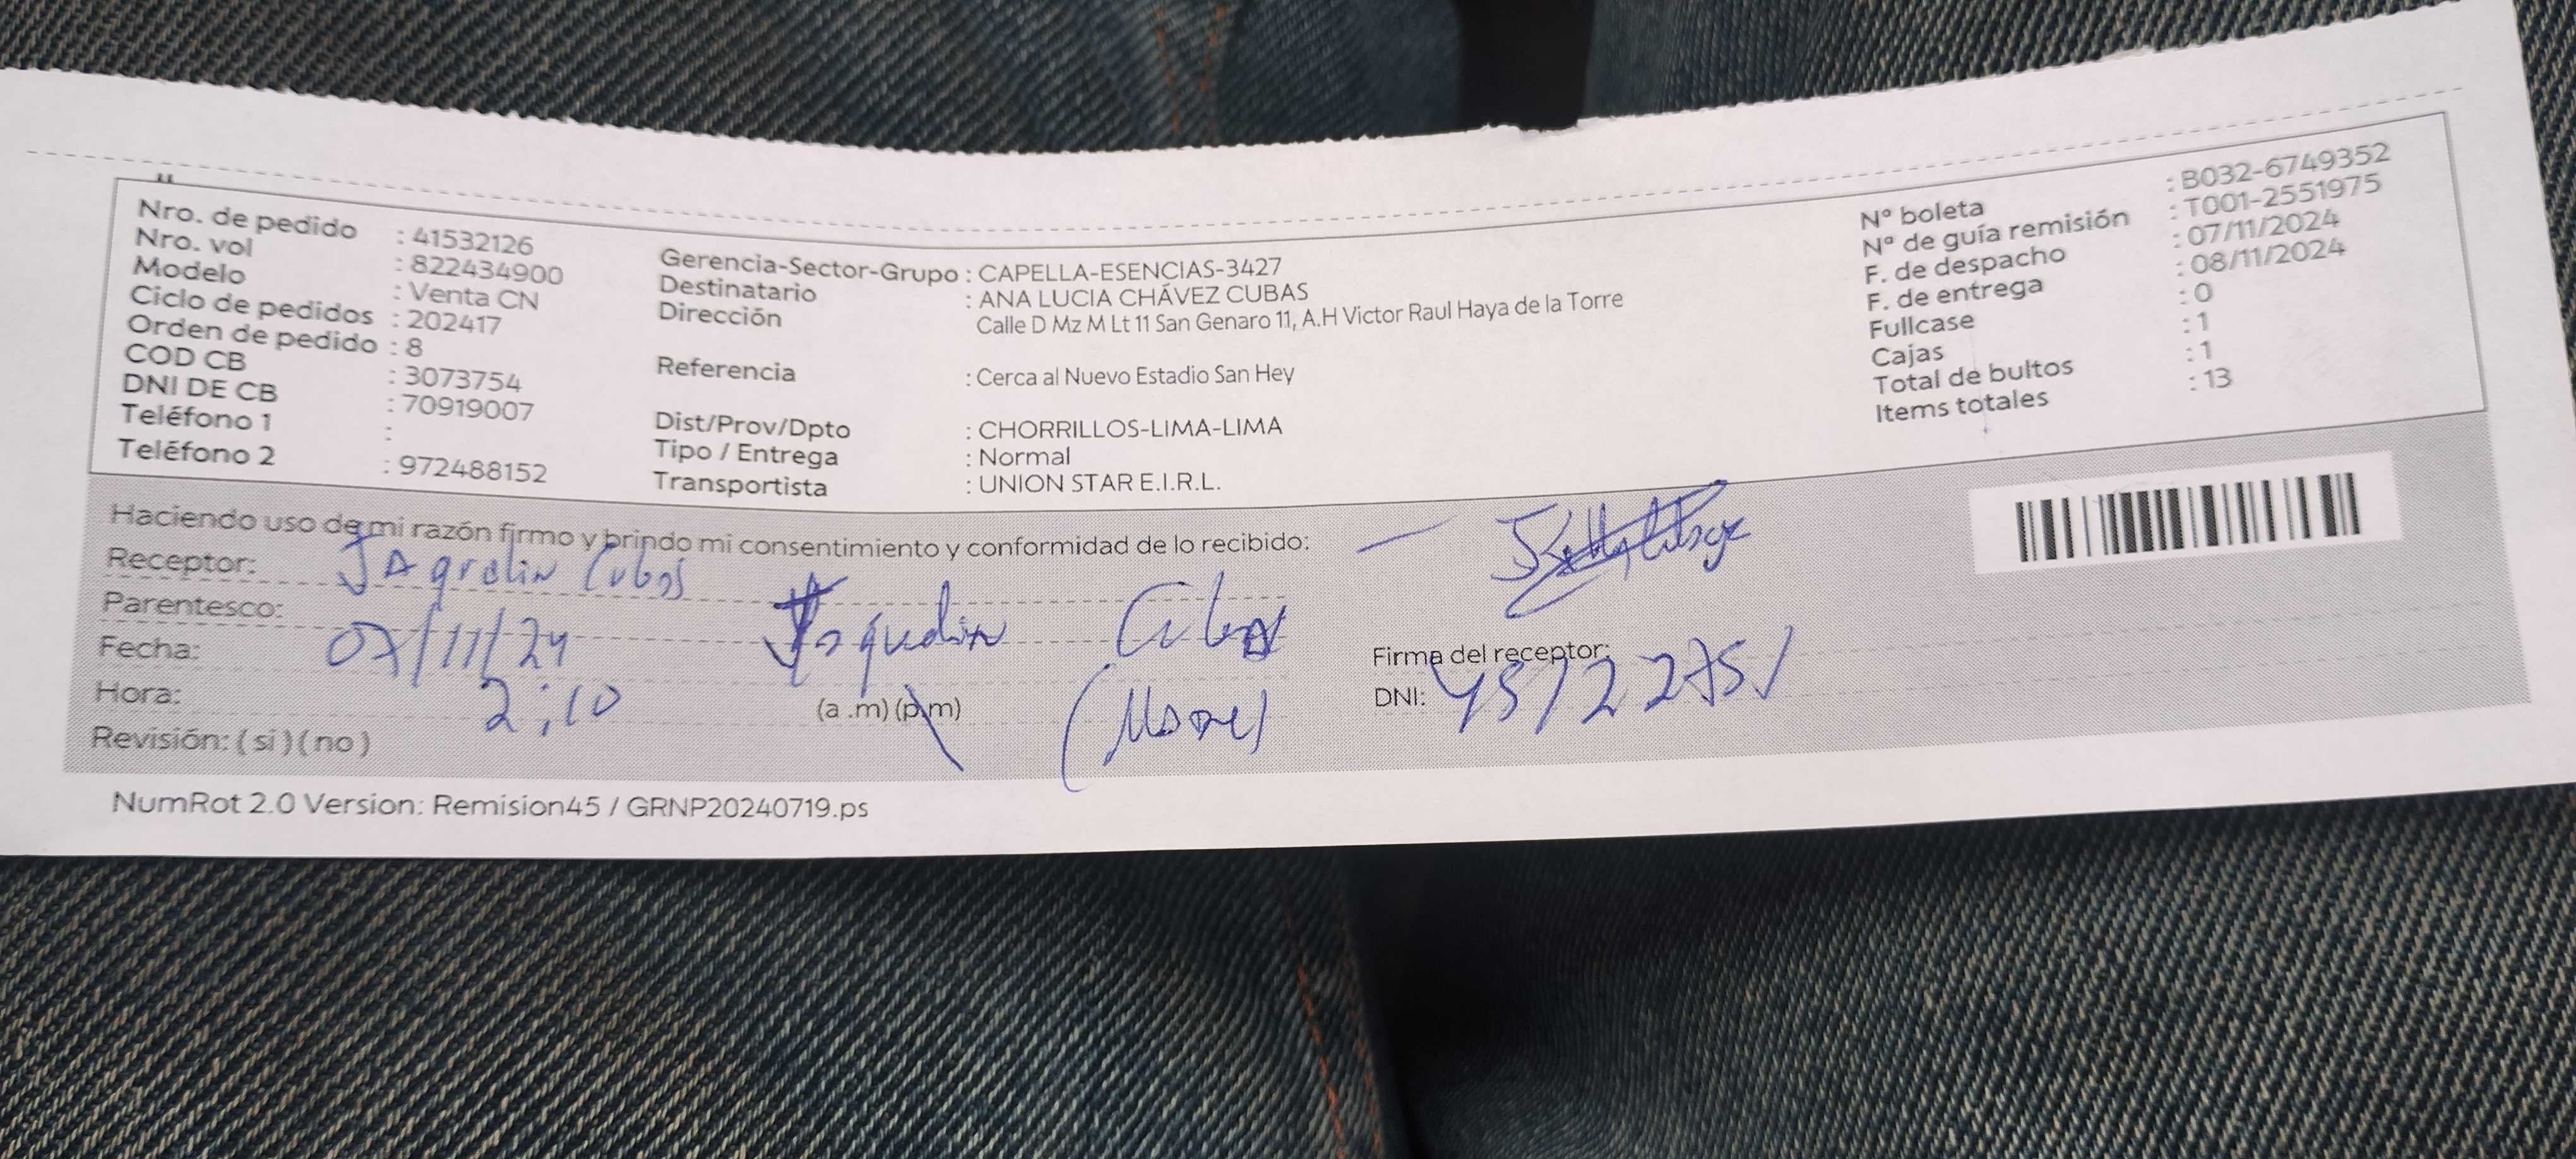 Nro. de pedido : 41532126
Nro. vol : 822434900
Modelo : Venta CN
Ciclo de pedidos : 202417
Orden de pedido : 8
COD CB : 3073754
DNI DE CB : 70919007
Teléfono 1 :
Teléfono 2 : 972488152
Gerencia-Sector-Grupo : CAPELLA-ESENCIAS-3427
Destinatario : ANA LUCIA CHÁVEZ CUBAS
Dirección Calle D Mz M Lt 11 San Genaro 11, A.H Victor Raul Haya de la Torre
Referencia : Cerca al Nuevo Estadio San Hey
Dist/Prov/Dpto : CHORRILLOS-LIMA-LIMA
Tipo / Entrega : Normal
Transportista : UNION STAR E.I.R.L.
N° boleta : B032-6749352
N° de guía remisión : T001-2551975
F. de despacho : 07/11/2024
F. de entrega : 08/11/2024
Fullcase : 0
Cajas : 1
Total de bultos : 1
Items totales : 13
Haciendo uso de mi razón firmo y brindo mi consentimiento y conformidad de lo recibido:
Receptor: Cubas
Parentesco:
Fecha: 07/11/24
Hora: 2:10 (a .m) (p.m)
Firma del receptor:
DNI:
Revisión: ( si ) ( no )
NumRot 2.0 Version: Remision45 / GRNP20240719.ps